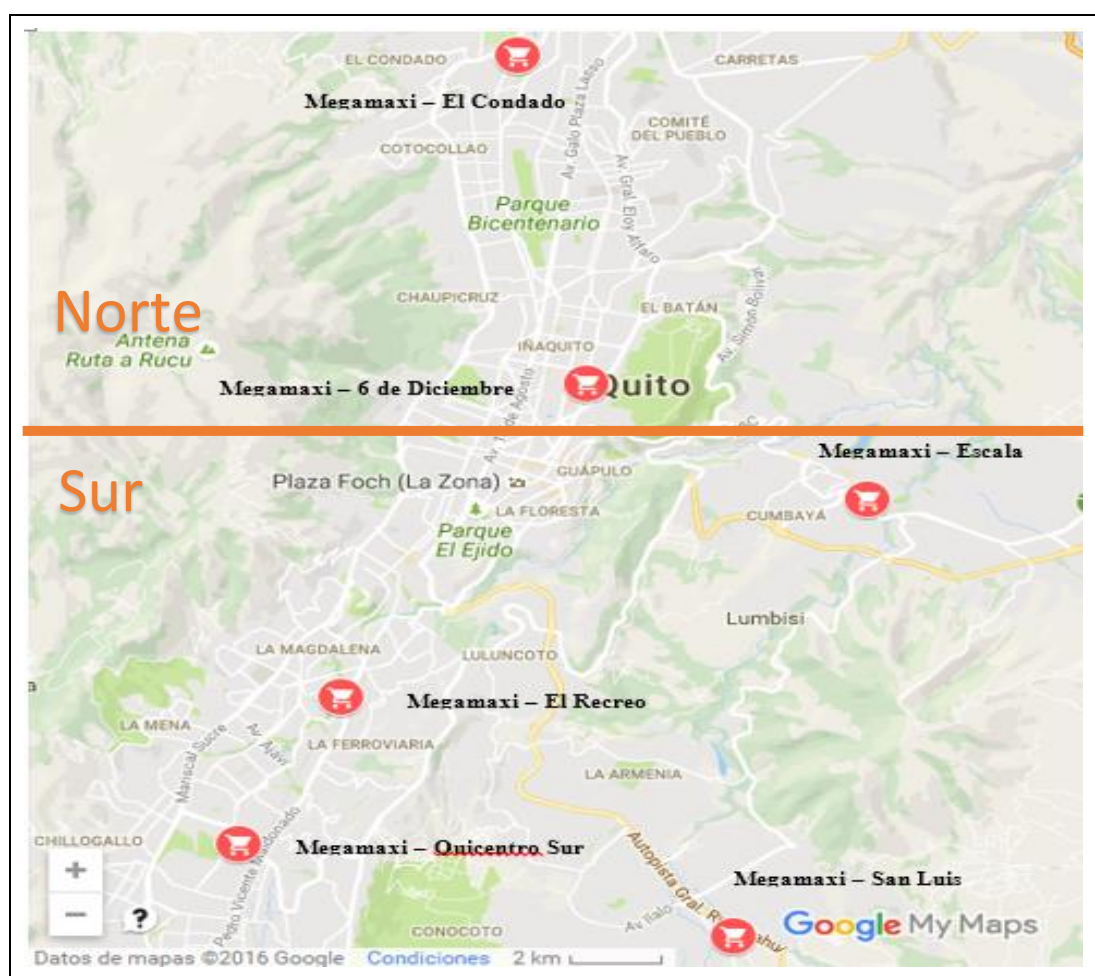 EL CONDADO
CARRETAS
Megamaxi – El Condado
Av. Galo Plaza Lasso
COMITÉ
DEL PUEBLO
COTOCOLLAO
Av. Gral. Eloy Alfaro
Parque
Bicentenario
Norte
CHAUPICRUZ
EL BATÁN
Av. Simón Bolívar
Antena
Ruta a Rucu
IÑAQUITO
Megamaxi – 6 de Diciembre
Quito
de Agosto
Megamaxi – Escala
Sur
Plaza Foch (La Zona)
GUÁPULO
LA FLORESTA
CUMBAYÁ
Parque
El Ejido
Lumbisi
LA MAGDALENA
LULUNCOTO
Megamaxi – El Recreo
LA MENA
Av. Ajaví
LA FERROVIARIA
Mariscal Sucre
LA ARMENIA
CHILLOGALLO
Megamaxi – Quicentro Sur
Pedro Vicente Maldonado
Autopista Gral. R
ahui
Megamaxi – San Luis
+
−
?
Av Ilalo
CONOCOTO
Google My Maps
Datos de mapas ©2016 Google Condiciones 2 km